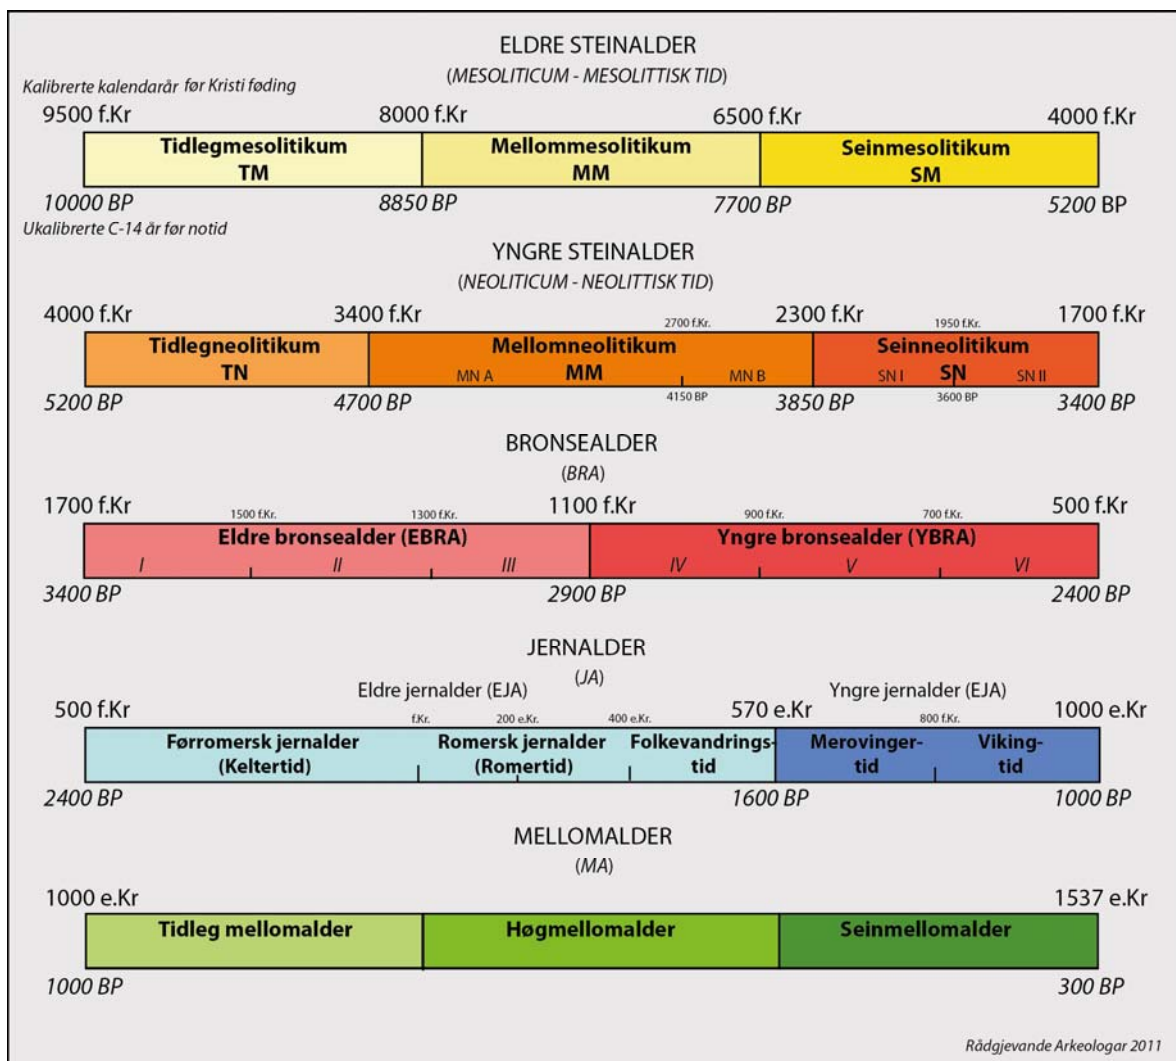 ELDRE STEINALDER
(MESOLITICUM - MESOLITTISK TID)
Kalibrerte kalendarår før Kristi føding
9500 f.Kr 8000 f.Kr 6500 f.Kr 4000 f.Kr
Tidlegmesolitikum Mellommesolitikum Seinmesolitikum
TM MM SM
10000 BP 8850 BP 7700 BP 5200 BP
Ukalibrerte C-14 år før notid
YNGRE STEINALDER
(NEOLITICUM - NEOLITTISK TID)
4000 f.Kr 3400 f.Kr 2700 f.Kr. 2300 f.Kr 1950 f.Kr. 1700 f.Kr
Tidlegneolitikum Mellomneolitikum Seinneolitikum
TN MN A MM MN B SN I SN SN II
5200 BP 4700 BP 4150 BP 3850 BP 3600 BP 3400 BP
BRONSEALDER
(BRA)
1700 f.Kr 1500 f.Kr. 1300 f.Kr. 1100 f.Kr 900 f.Kr. 700 f.Kr. 500 f.Kr
Eldre bronsealder (EBRA) Yngre bronsealder (YBRA)
I II III IV V VI
3400 BP 2900 BP 2400 BP
JERNALDER
(JA)
Eldre jernalder (EJA) Yngre jernalder (EJA)
500 f.Kr f.Kr. 200 e.Kr. 400 e.Kr. 570 e.Kr 800 f.Kr. 1000 e.Kr
Førromersk jernalder Romersk jernalder Folkevandrings- Merovinger- Viking-
(Keltertid) (Romertid) tid tid tid
2400 BP 1600 BP 1000 BP
MELLOMALDER
(MA)
1000 e.Kr 1537 e.Kr
Tidleg mellomalder Høgmellomalder Seinmellomalder
1000 BP 300 BP
Rådgjevande Arkeologar 2011